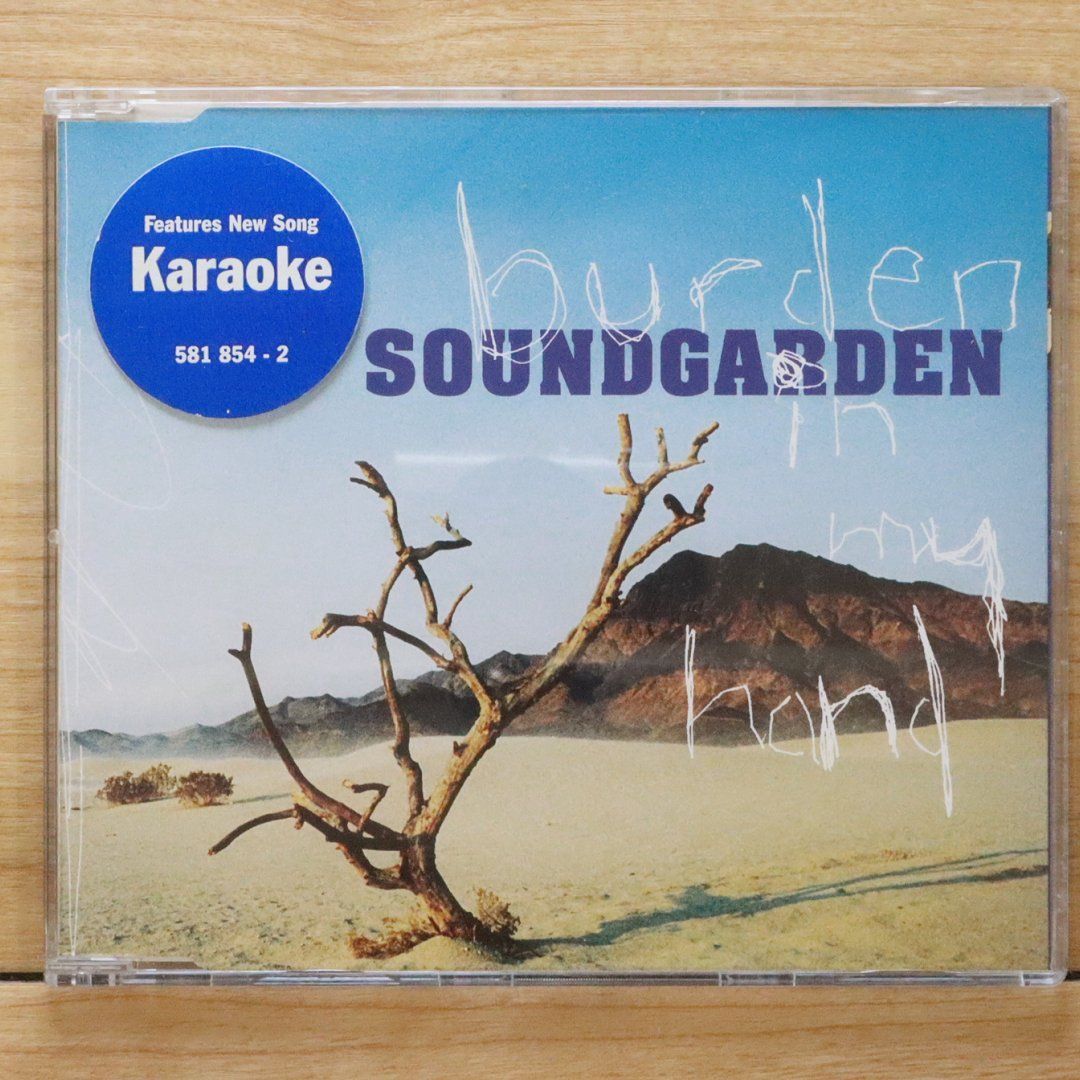 Features New Song
Karaoke
581 854 - 2
burden
SOUNDGARDEN
in
my
hand